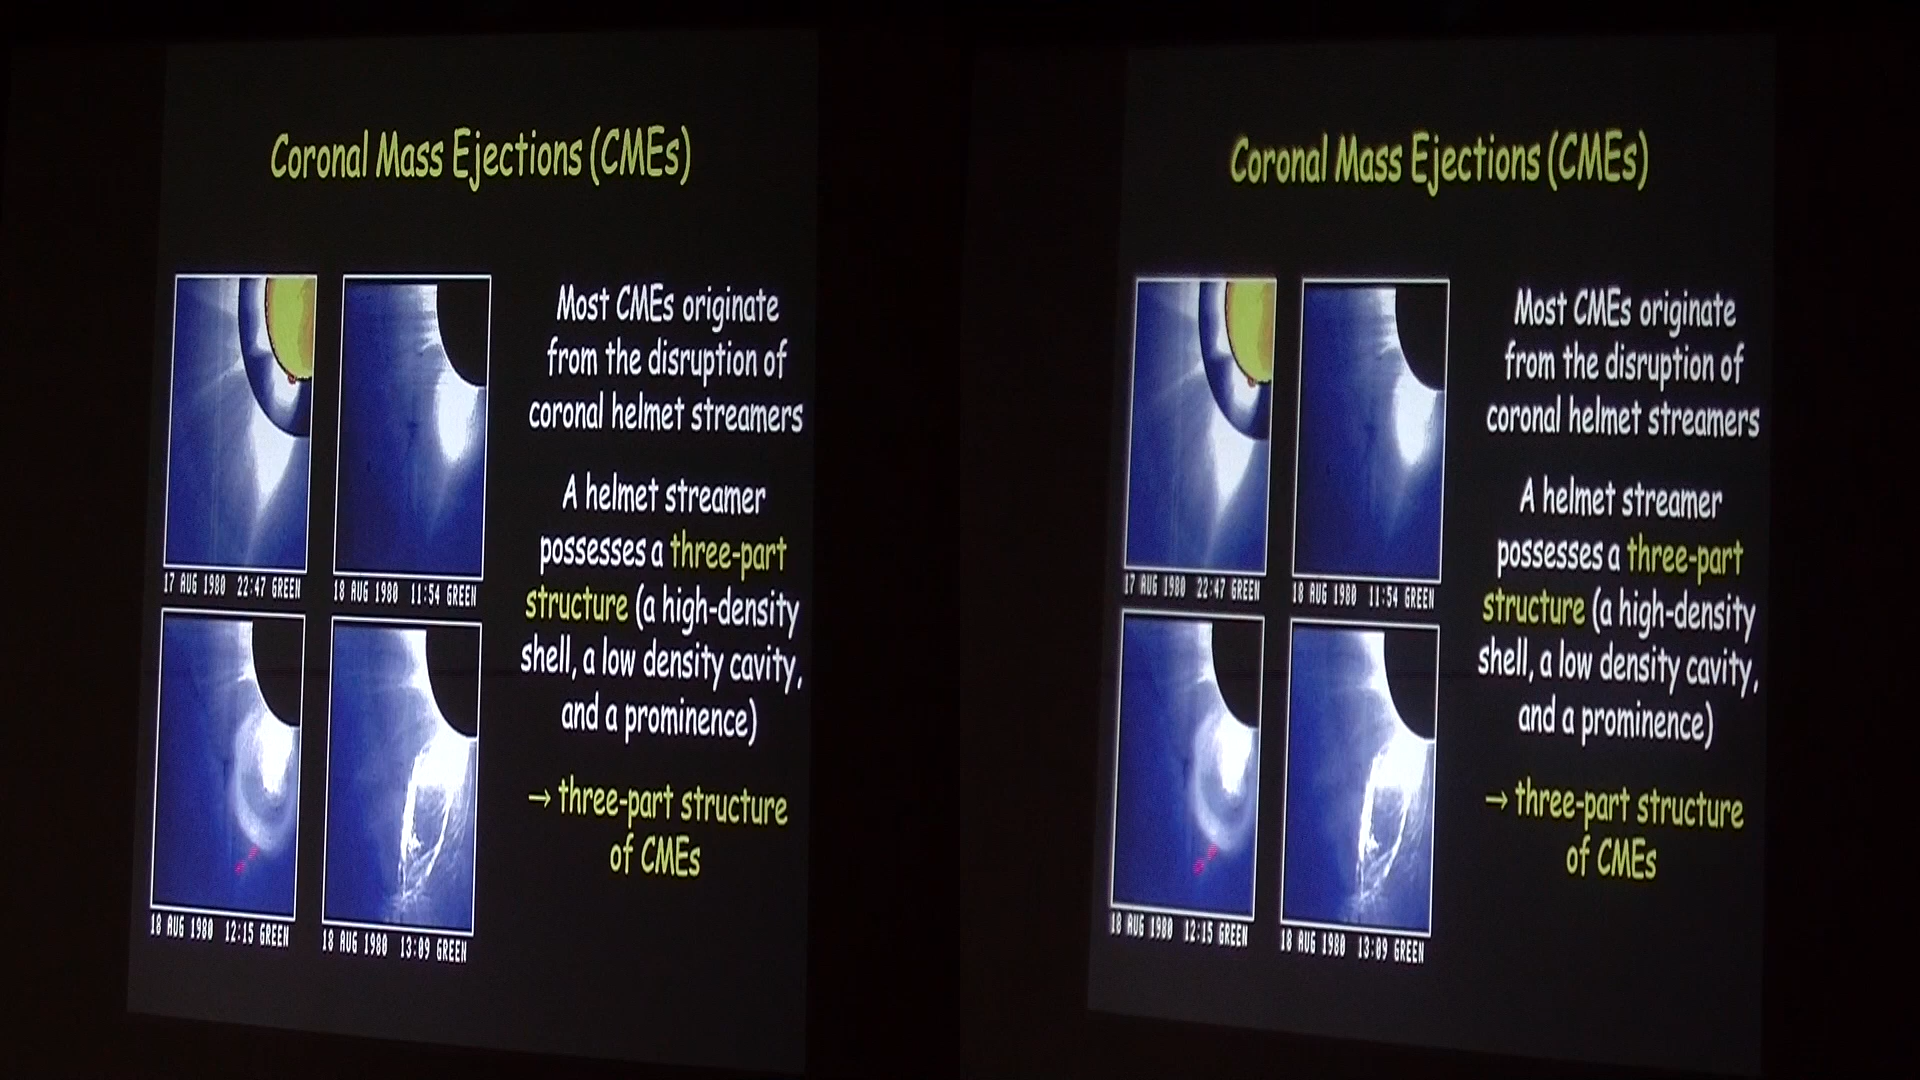 Coronal Mass Ejections (CMEs)
17 AUG 1980 22:47 GREEN
18 AUG 1980 11:54 GREEN
18 AUG 1980 12:15 GREEN
18 AUG 1980 13:09 GREEN
Most CMEs originate
from the disruption of
coronal helmet streamers
A helmet streamer
possesses a three-part
structure (a high-density
shell, a low density cavity,
and a prominence)
→ three-part structure
of CMEs
Coronal Mass Ejections (CMEs)
17 AUG 1980 22:47 GREEN
18 AUG 1980 11:54 GREEN
18 AUG 1980 12:15 GREEN
18 AUG 1980 13:09 GREEN
Most CMEs originate
from the disruption of
coronal helmet streamers
A helmet streamer
possesses a three-part
structure (a high-density
shell, a low density cavity,
and a prominence)
→ three-part structure
of CMEs